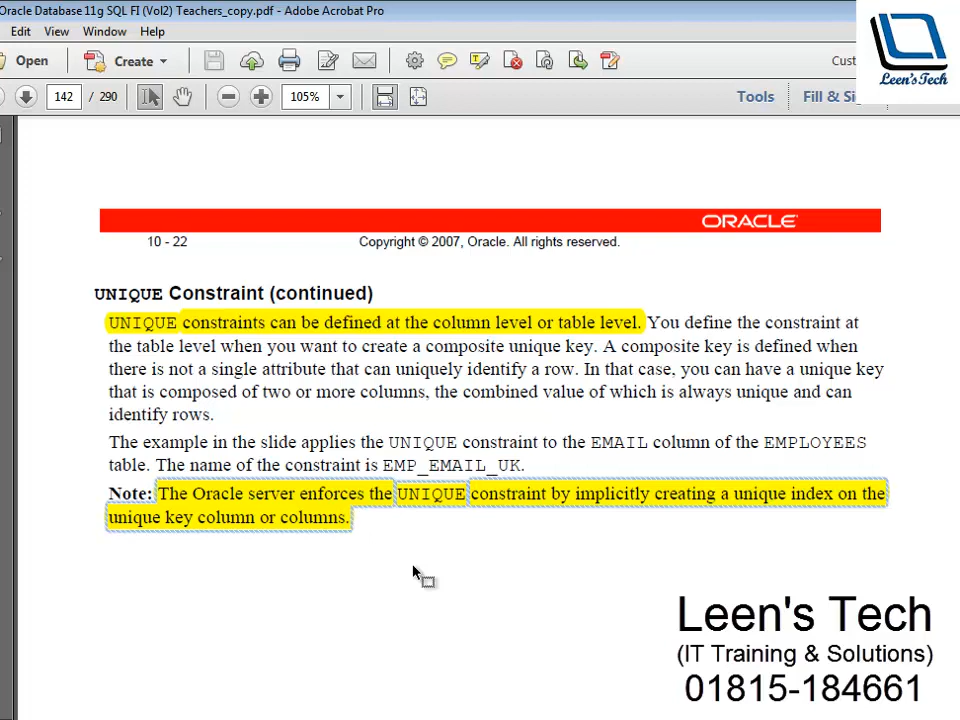 Oracle Database 11g SQL FI (Vol2) Teachers_copy.pdf - Adobe Acrobat Pro
Edit View Window Help
Open Create Cust
142 / 290 105% Tools Fill & Si
Leen'sTech
ORACLE
10 - 22 Copyright © 2007, Oracle. All rights reserved.
UNIQUE Constraint (continued)
UNIQUE constraints can be defined at the column level or table level. You define the constraint at
the table level when you want to create a composite unique key. A composite key is defined when
there is not a single attribute that can uniquely identify a row. In that case, you can have a unique key
that is composed of two or more columns, the combined value of which is always unique and can
identify rows.
The example in the slide applies the UNIQUE constraint to the EMAIL column of the EMPLOYEES
table. The name of the constraint is EMP_EMAIL_UK.
Note: The Oracle server enforces the UNIQUE constraint by implicitly creating a unique index on the
unique key column or columns.
Leen's Tech
(IT Training & Solutions)
01815-184661